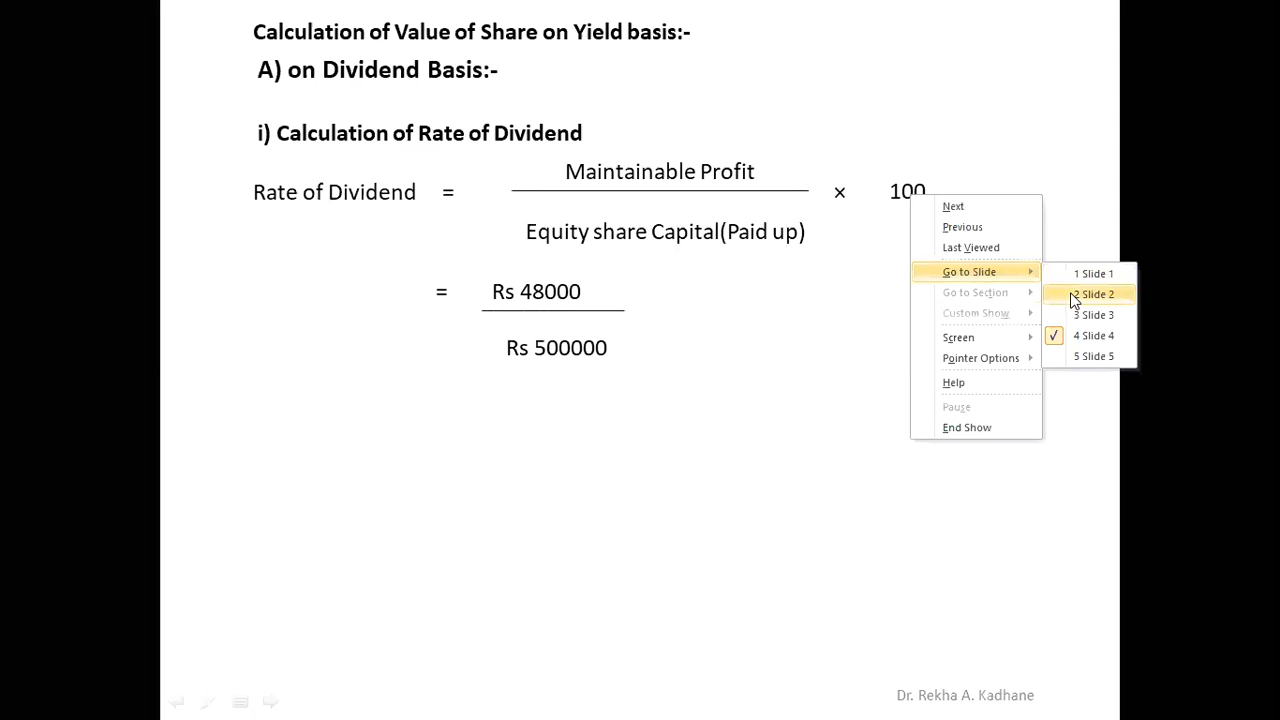 Calculation of Value of Share on Yield basis:-
A) on Dividend Basis:-
i) Calculation of Rate of Dividend
Maintainable Profit
Rate of Dividend = × 100
Equity share Capital(Paid up)
= Rs 48000
Rs 500000
Next
Previous
Last Viewed
Go to Slide
Go to Section
Custom Show
Screen
Pointer Options
Help
Pause
End Show
1 Slide 1
2 Slide 2
3 Slide 3
4 Slide 4
5 Slide 5
Dr. Rekha A. Kadhane